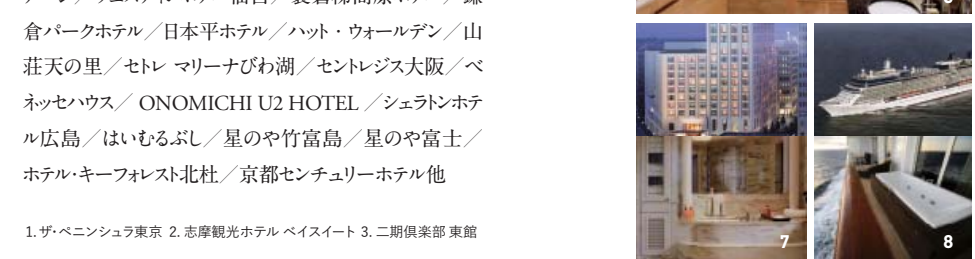 倉パークホテル／日本平ホテル／ハット・ウォールデン／山
荘天の里／セトレ マリーナびわ湖／セントレジス大阪／ベ
ネッセハウス／ ONOMICHI U2 HOTEL ／シェラトンホテ
ル広島／はいむるぶし／星のや竹富島／星のや富士／
ホテル・キーフォレスト北杜／京都センチュリーホテル他
1. ザ・ペニンシュラ東京 2. 志摩観光ホテル ベイスイート 3. 二期倶楽部 東館
7
8